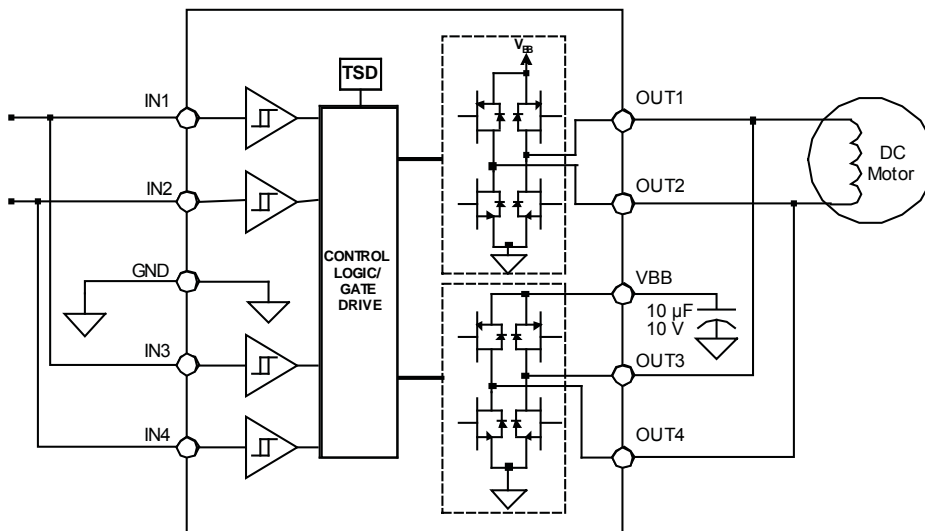 VBB
TSD
IN1
OUT1
DC
Motor
IN2
OUT2
CONTROL
LOGIC/
GATE
DRIVE
GND
VBB
10 µF
10 V
IN3
OUT3
IN4
OUT4